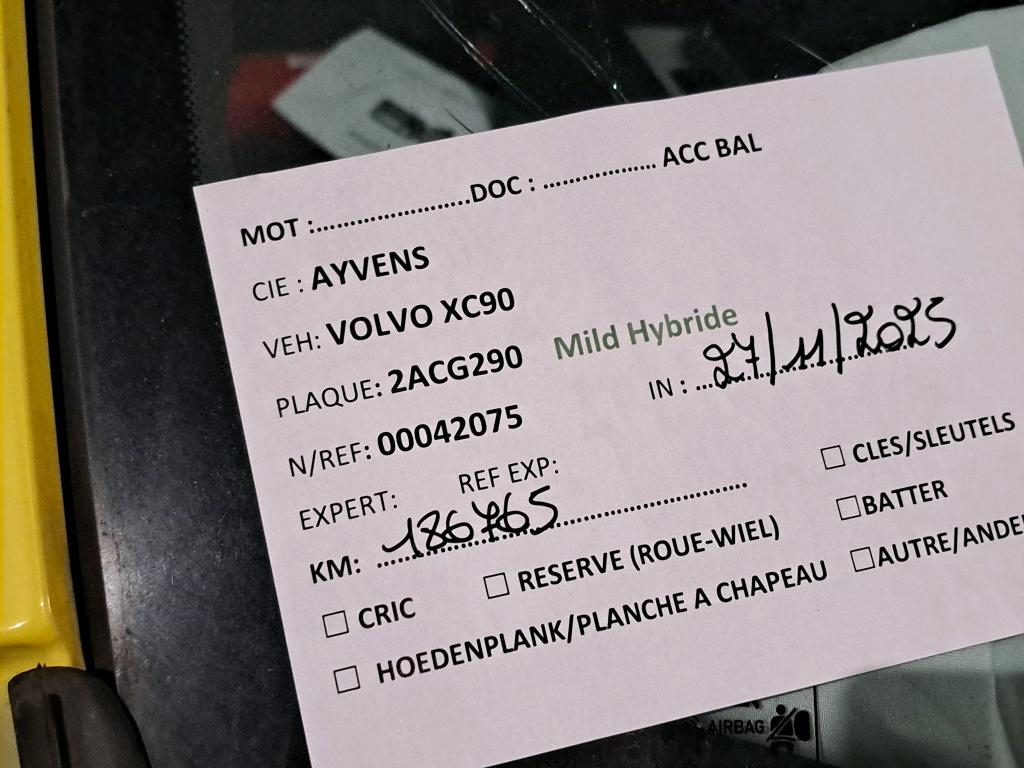 MOT :........................DOC : .................. ACC BAL
CIE : AYVENS
VEH: VOLVO XC90
Mild Hybride
PLAQUE: 2ACG290
IN : 27/11/2025
N/REF: 00042075
EXPERT: REF EXP:
KM: 186765
☐ CLES/SLEUTELS
☐BATTER
☐ CRIC ☐ RESERVE (ROUE-WIEL)
☐AUTRE/ANDE
☐ HOEDENPLANK/PLANCHE A CHAPEAU
AIRBAG